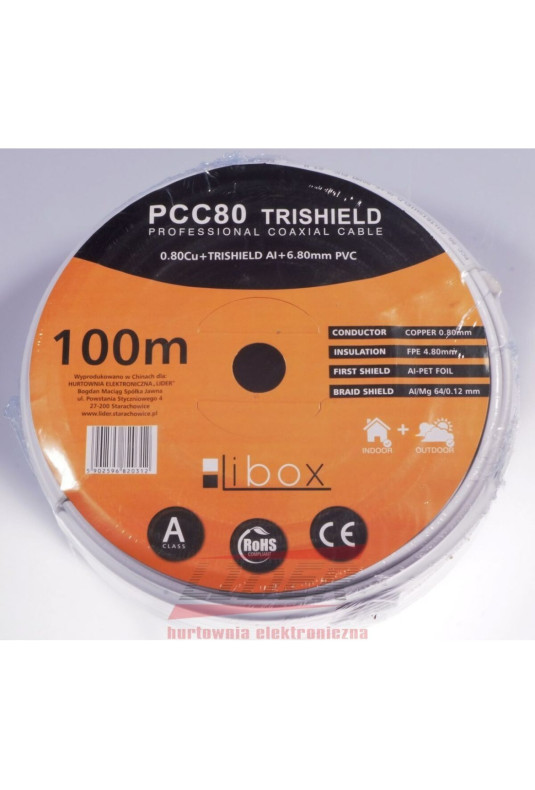 PCC80 TRISHIELD
PROFESSIONAL COAXIAL CABLE
0.80Cu+TRISHIELD Al+6.80mm PVC
100m
Wyprodukowano w Chinach dla:
HURTOWNIA ELEKTRONICZNA „LIDER"
Bogdan Maciąg Spółka Jawna
ul. Powstania Styczniowego 4
27-200 Starachowice
www.lider.starachowice.pl
5902596820312
CONDUCTOR COPPER 0.80mm
INSULATION FPE 4.80mm
FIRST SHIELD Al-PET FOIL
BRAID SHIELD Al/Mg 64/0.12 mm
INDOOR + OUTDOOR
Libox
A
CLASS
RoHS
COMPLIANT
CE
LIDER
hurtownia elektroniczna